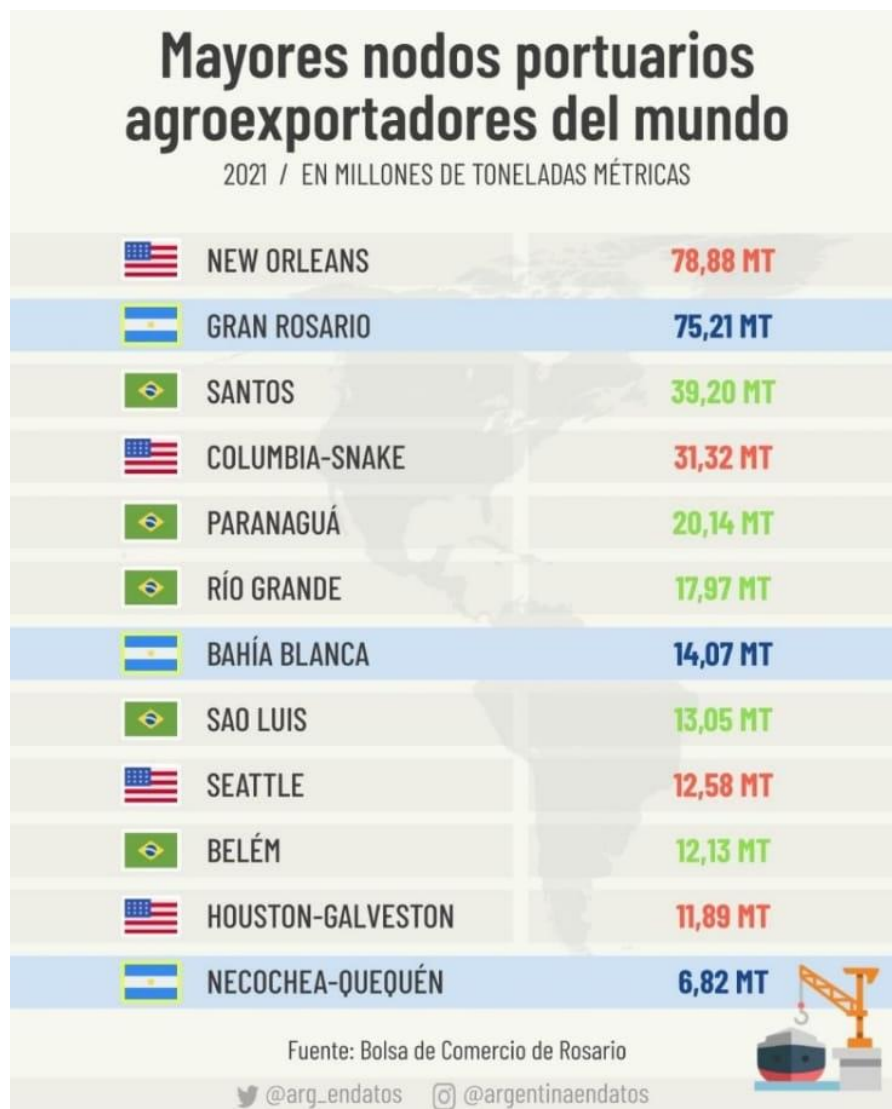 Mayores nodos portuarios
agroexportadores del mundo
2021 / EN MILLONES DE TONELADAS MÉTRICAS
NEW ORLEANS 78,88 MT
GRAN ROSARIO 75,21 MT
SANTOS 39,20 MT
COLUMBIA-SNAKE 31,32 MT
PARANAGUÁ 20,14 MT
RÍO GRANDE 17,97 MT
BAHÍA BLANCA 14,07 MT
SAO LUIS 13,05 MT
SEATTLE 12,58 MT
BELÉM 12,13 MT
HOUSTON-GALVESTON 11,89 MT
NECOCHEA-QUEQUÉN 6,82 MT
Fuente: Bolsa de Comercio de Rosario
@arg_endatos @argentinaendatos